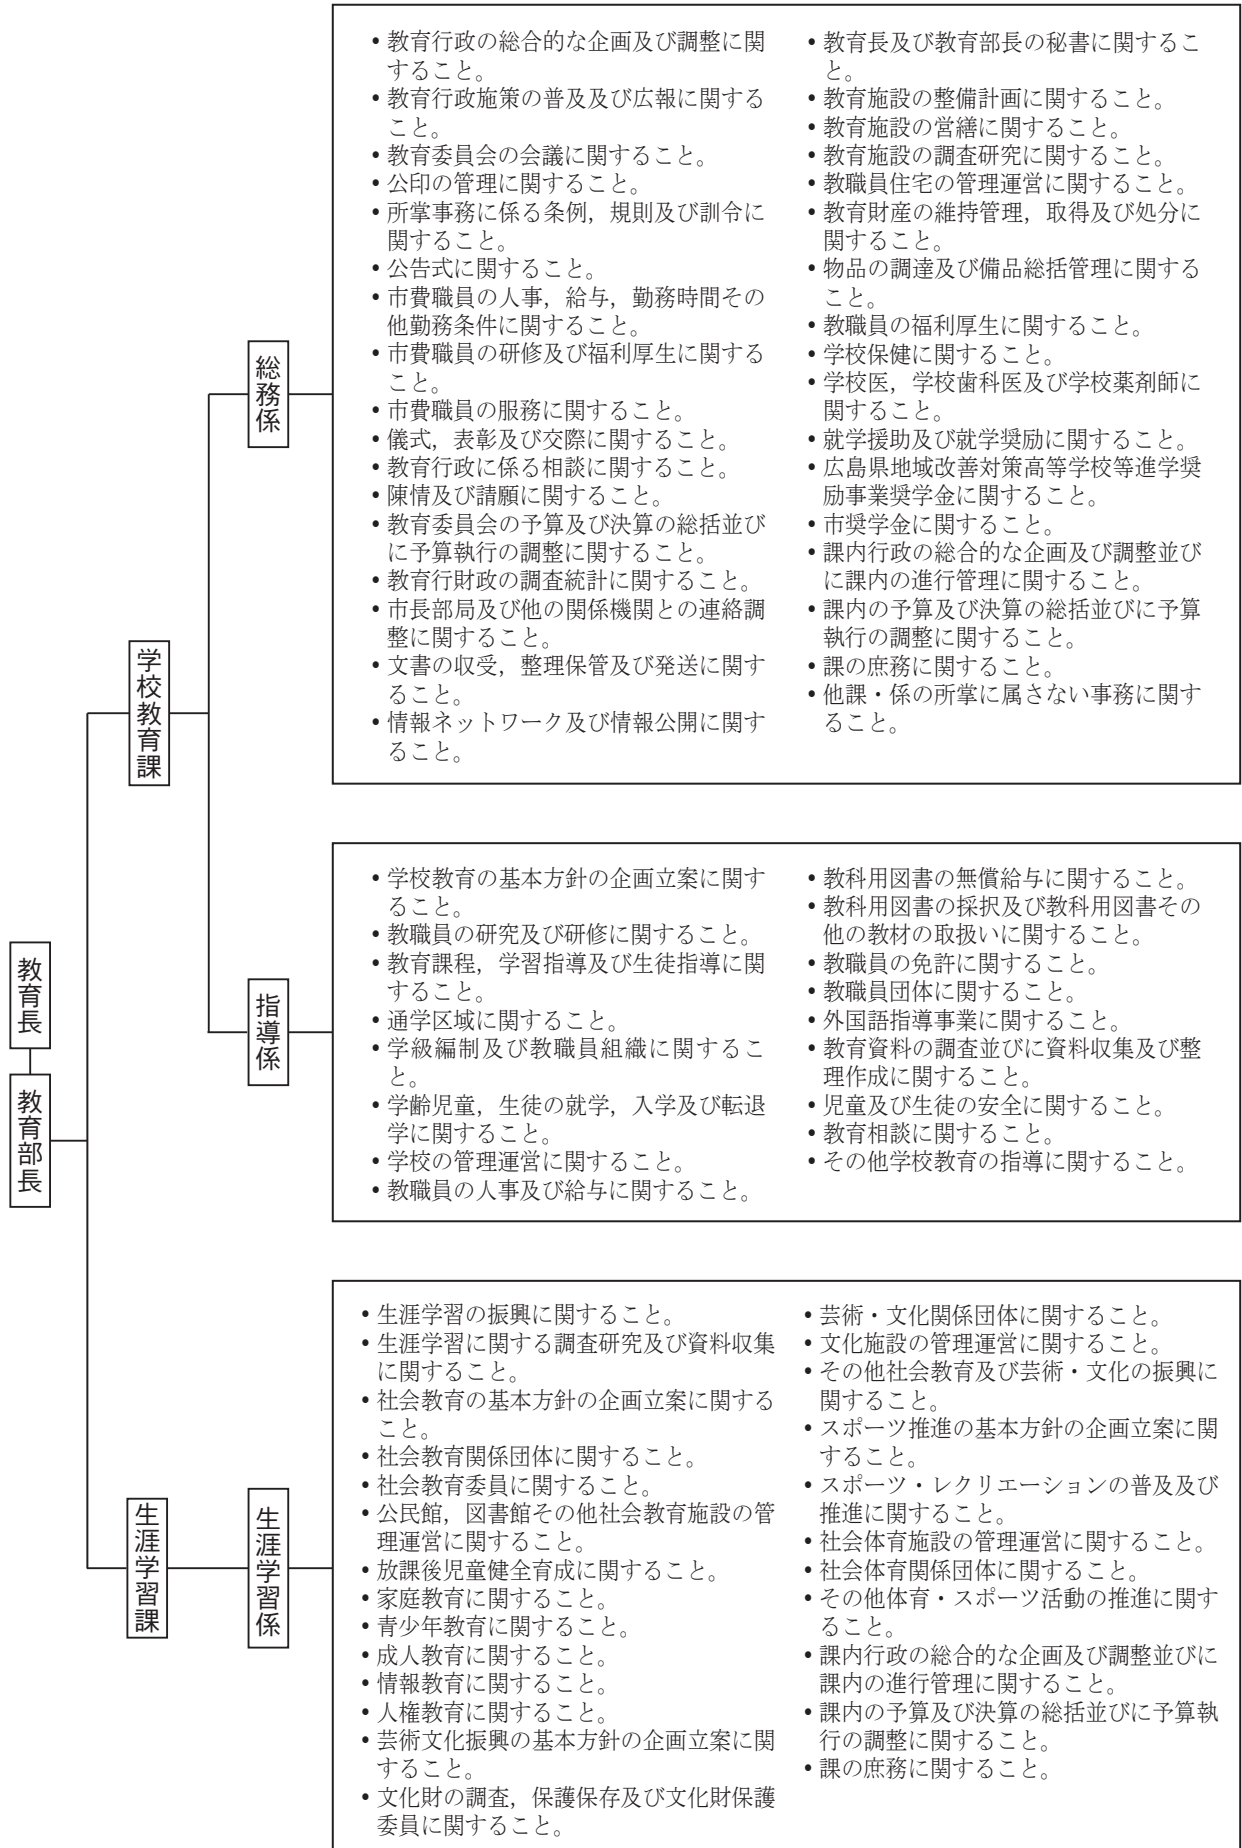 教育長
教育部長
学校教育課
総務係
•教育行政の総合的な企画及び調整に関
すること。
•教育行政施策の普及及び広報に関する
こと。
•教育委員会の会議に関すること。
•公印の管理に関すること。
•所掌事務に係る条例，規則及び訓令に
関すること。
•公告式に関すること。
•市費職員の人事，給与，勤務時間その
他勤務条件に関すること。
•市費職員の研修及び福利厚生に関する
こと。
•市費職員の服務に関すること。
•儀式，表彰及び交際に関すること。
•教育行政に係る相談に関すること。
•陳情及び請願に関すること。
•教育委員会の予算及び決算の総括並び
に予算執行の調整に関すること。
•教育行財政の調査統計に関すること。
•市長部局及び他の関係機関との連絡調
整に関すること。
•文書の収受，整理保管及び発送に関す
ること。
•情報ネットワーク及び情報公開に関す
ること。
•教育長及び教育部長の秘書に関するこ
と。
•教育施設の整備計画に関すること。
•教育施設の営繕に関すること。
•教育施設の調査研究に関すること。
•教職員住宅の管理運営に関すること。
•教育財産の維持管理，取得及び処分に
関すること。
•物品の調達及び備品総括管理に関する
こと。
•教職員の福利厚生に関すること。
•学校保健に関すること。
•学校医，学校歯科医及び学校薬剤師に
関すること。
•就学援助及び就学奨励に関すること。
•広島県地域改善対策高等学校等進学奨
励事業奨学金に関すること。
•市奨学金に関すること。
•課内行政の総合的な企画及び調整並び
に課内の進行管理に関すること。
•課内の予算及び決算の総括並びに予算
執行の調整に関すること。
•課の庶務に関すること。
•他課・係の所掌に属さない事務に関す
ること。
指導係
•学校教育の基本方針の企画立案に関す
ること。
•教職員の研究及び研修に関すること。
•教育課程，学習指導及び生徒指導に関
すること。
•通学区域に関すること。
•学級編制及び教職員組織に関するこ
と。
•学齢児童，生徒の就学，入学及び転退
学に関すること。
•学校の管理運営に関すること。
•教職員の人事及び給与に関すること。
•教科用図書の無償給与に関すること。
•教科用図書の採択及び教科用図書その
他の教材の取扱いに関すること。
•教職員の免許に関すること。
•教職員団体に関すること。
•外国語指導事業に関すること。
•教育資料の調査並びに資料収集及び整
理作成に関すること。
•児童及び生徒の安全に関すること。
•教育相談に関すること。
•その他学校教育の指導に関すること。
生涯学習課
生涯学習係
•生涯学習の振興に関すること。
•生涯学習に関する調査研究及び資料収集
に関すること。
•社会教育の基本方針の企画立案に関する
こと。
•社会教育関係団体に関すること。
•社会教育委員に関すること。
•公民館，図書館その他社会教育施設の管
理運営に関すること。
•放課後児童健全育成に関すること。
•家庭教育に関すること。
•青少年教育に関すること。
•成人教育に関すること。
•情報教育に関すること。
•人権教育に関すること。
•芸術文化振興の基本方針の企画立案に関
すること。
•文化財の調査，保護保存及び文化財保護
委員に関すること。
•芸術・文化関係団体に関すること。
•文化施設の管理運営に関すること。
•その他社会教育及び芸術・文化の振興に
関すること。
•スポーツ推進の基本方針の企画立案に関
すること。
•スポーツ・レクリエーションの普及及び
推進に関すること。
•社会体育施設の管理運営に関すること。
•社会体育関係団体に関すること。
•その他体育・スポーツ活動の推進に関す
ること。
•課内行政の総合的な企画及び調整並びに
課内の進行管理に関すること。
•課内の予算及び決算の総括並びに予算執
行の調整に関すること。
•課の庶務に関すること。